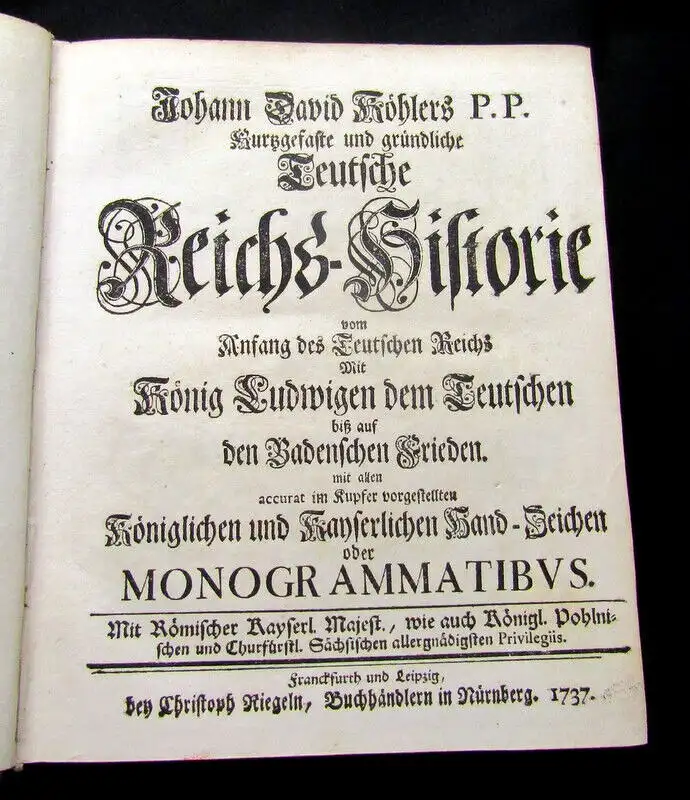 Johann David Köhlers P. P.
Kurtzgefaste und gründliche
Teutsche
Reichs-Historie
vom
Anfang des Teutschen Reichs
Mit
König Ludwigen dem Teutschen
biß auf
den Badenschen Frieden.
mit allen
accurat im Kupfer vorgestellten
Königlichen und Kayserlichen Hand-Zeichen
oder
MONOGRAMMATIBVS.
Mit Römischer Kayserl. Majest., wie auch Königl. Pohlni-
schen und Churfürstl. Sächsischen allergnädigsten Privilegiis.
Franckfurth und Leipzig,
bey Christoph Riegeln, Buchhändlern in Nürnberg. 1737.